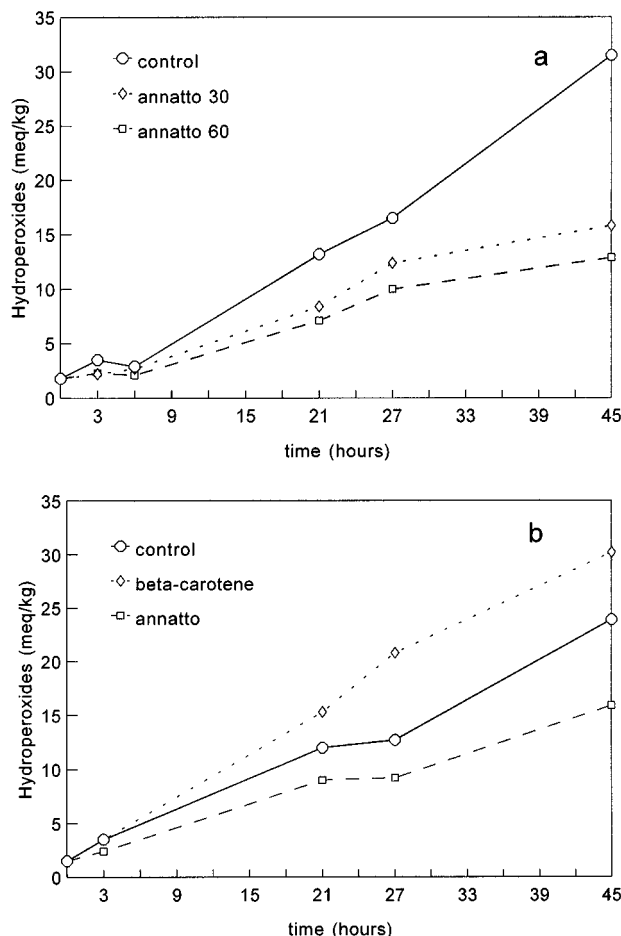 a
35
30
25
20
15
10
5
0
Hydroperoxides (meq/kg)
control
annatto 30
annatto 60
3 9 15 21 27 33 39 45
time (hours)
b
35
30
25
20
15
10
5
0
Hydroperoxides (meq/kg)
control
beta-carotene
annatto
3 9 15 21 27 33 39 45
time (hours)